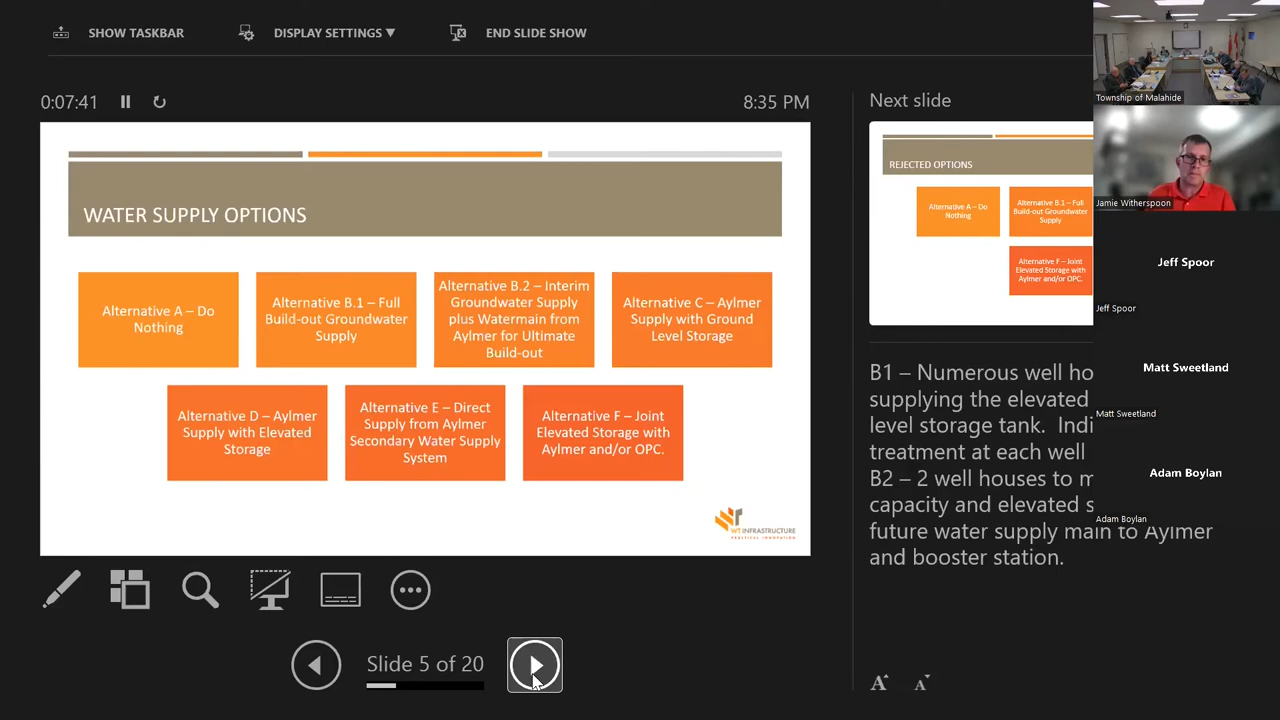 SHOW TASKBAR
DISPLAY SETTINGS ▼
END SLIDE SHOW
0:07:41
8:35 PM
WATER SUPPLY OPTIONS
Alternative A – Do
Nothing
Alternative B.1 – Full
Build-out Groundwater
Supply
Alternative B.2 – Interim
Groundwater Supply
plus Watermain from
Aylmer for Ultimate
Build-out
Alternative C – Aylmer
Supply with Ground
Level Storage
Alternative D – Aylmer
Supply with Elevated
Storage
Alternative E – Direct
Supply from Aylmer
Secondary Water Supply
System
Alternative F – Joint
Elevated Storage with
Aylmer and/or OPC.
WT INFRASTRUCTURE
PRACTICAL INNOVATION
Slide 5 of 20
Next slide
REJECTED OPTIONS
Alternative A – Do
Nothing
Alternative B.1 – Full
Build-out Groundwater
Supply
Alternative F – Joint
Elevated Storage with
Aylmer and/or OPC.
B1 – Numerous well ho
supplying the elevated
level storage tank. Indi
treatment at each well
B2 – 2 well houses to m
capacity and elevated s
future water supply main to Aylmer
and booster station.
A
A
Township of Malahide
Jamie Witherspoon
Jeff Spoor
Jeff Spoor
Matt Sweetland
Matt Sweetland
Adam Boylan
Adam Boylan